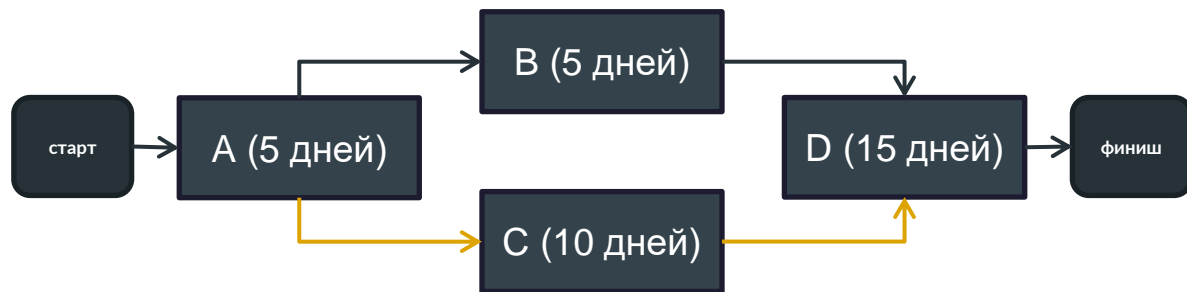 B (5 дней)
старт
A (5 дней)
D (15 дней)
финиш
C (10 дней)